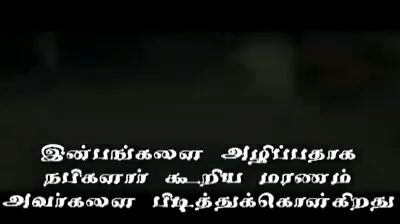 இன்பங்களை அழிப்பதாக
நபிகளார் கூறிய மரணம்
அவர்களை பிடித்துக்கொள்கிறது